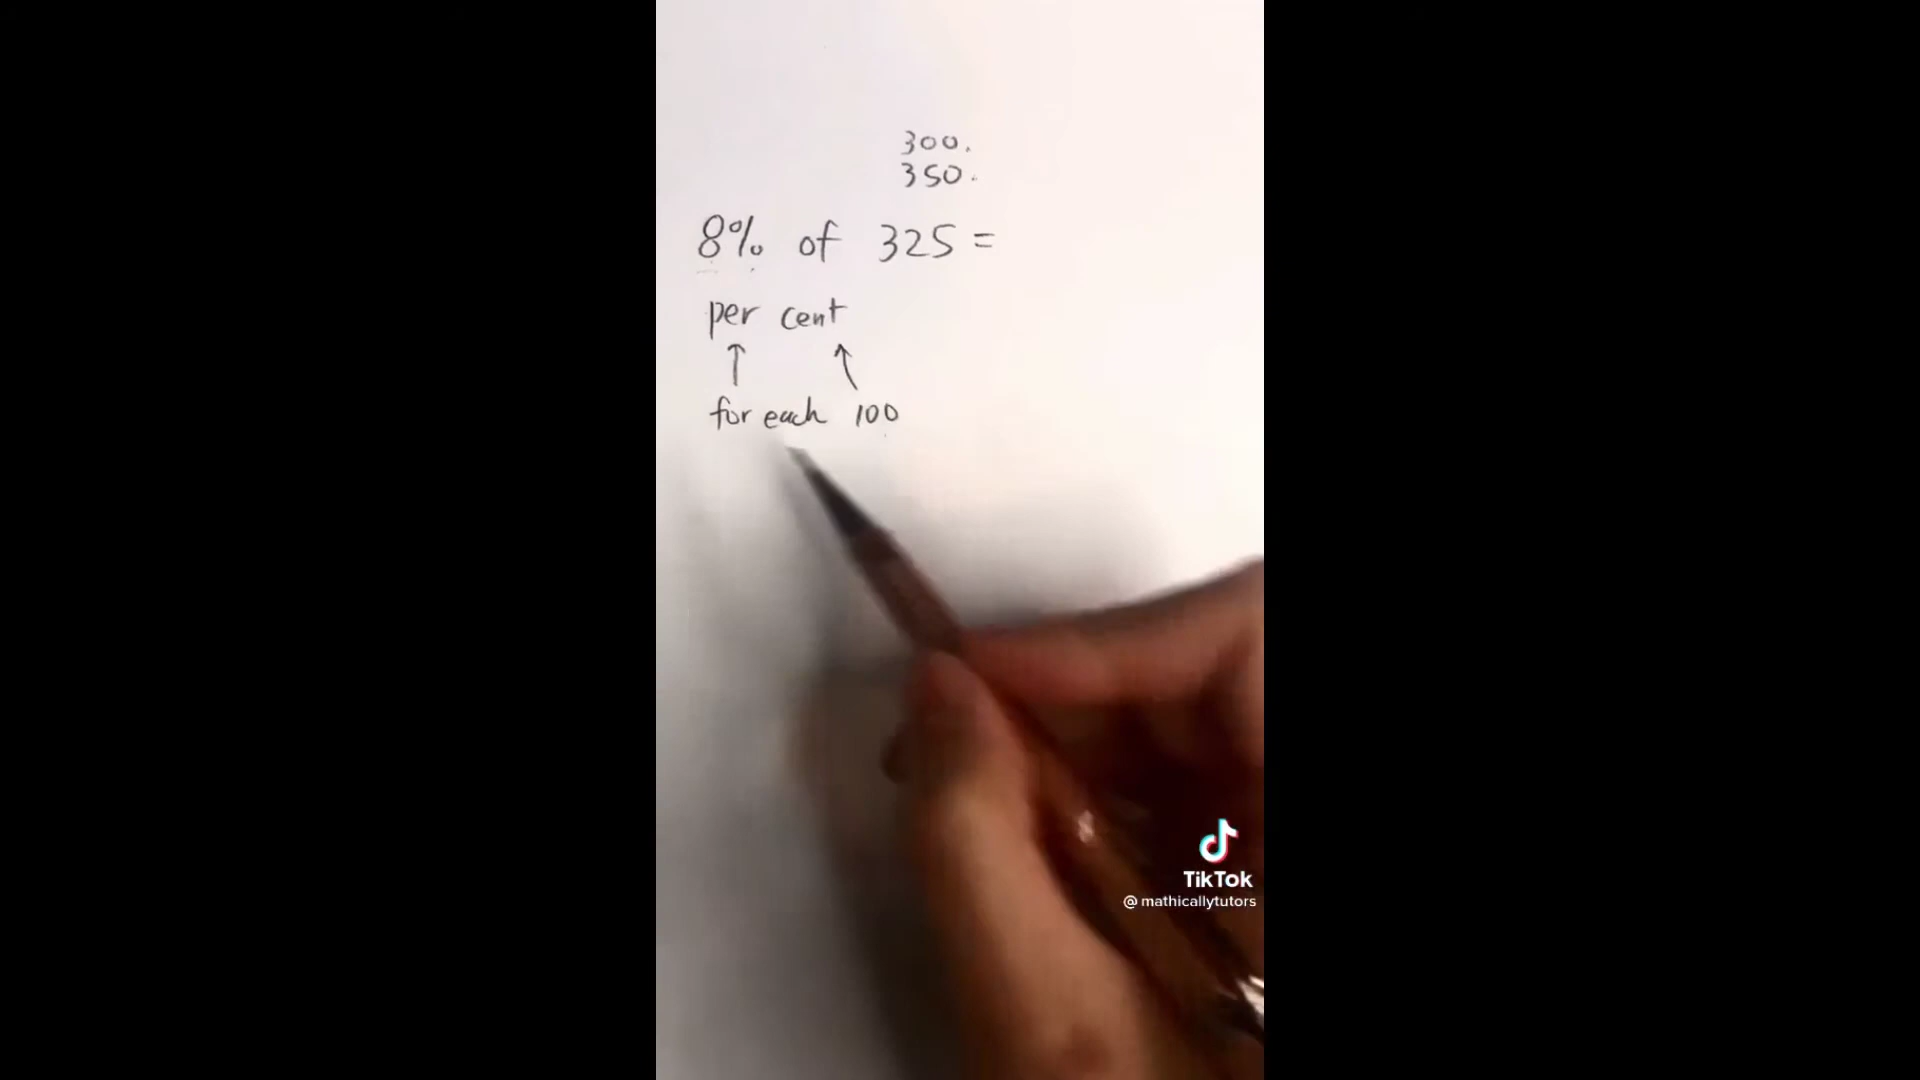 300.
350.
8% of 325 =
per cent
for each 100
TikTok
@mathicallytutors